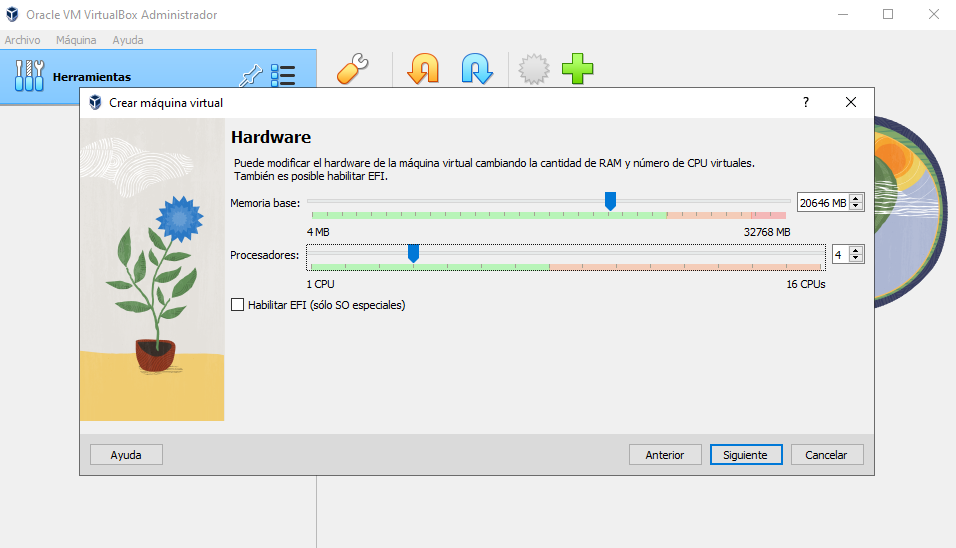 Oracle VM VirtualBox Administrador
Archivo Máquina Ayuda
Herramientas
Crear máquina virtual
?
Hardware
Puede modificar el hardware de la máquina virtual cambiando la cantidad de RAM y número de CPU virtuales.
También es posible habilitar EFI.
Memoria base: 20646 MB
4 MB 32768 MB
Procesadores: 4
1 CPU 16 CPUs
Habilitar EFI (sólo SO especiales)
Ayuda Anterior Siguiente Cancelar